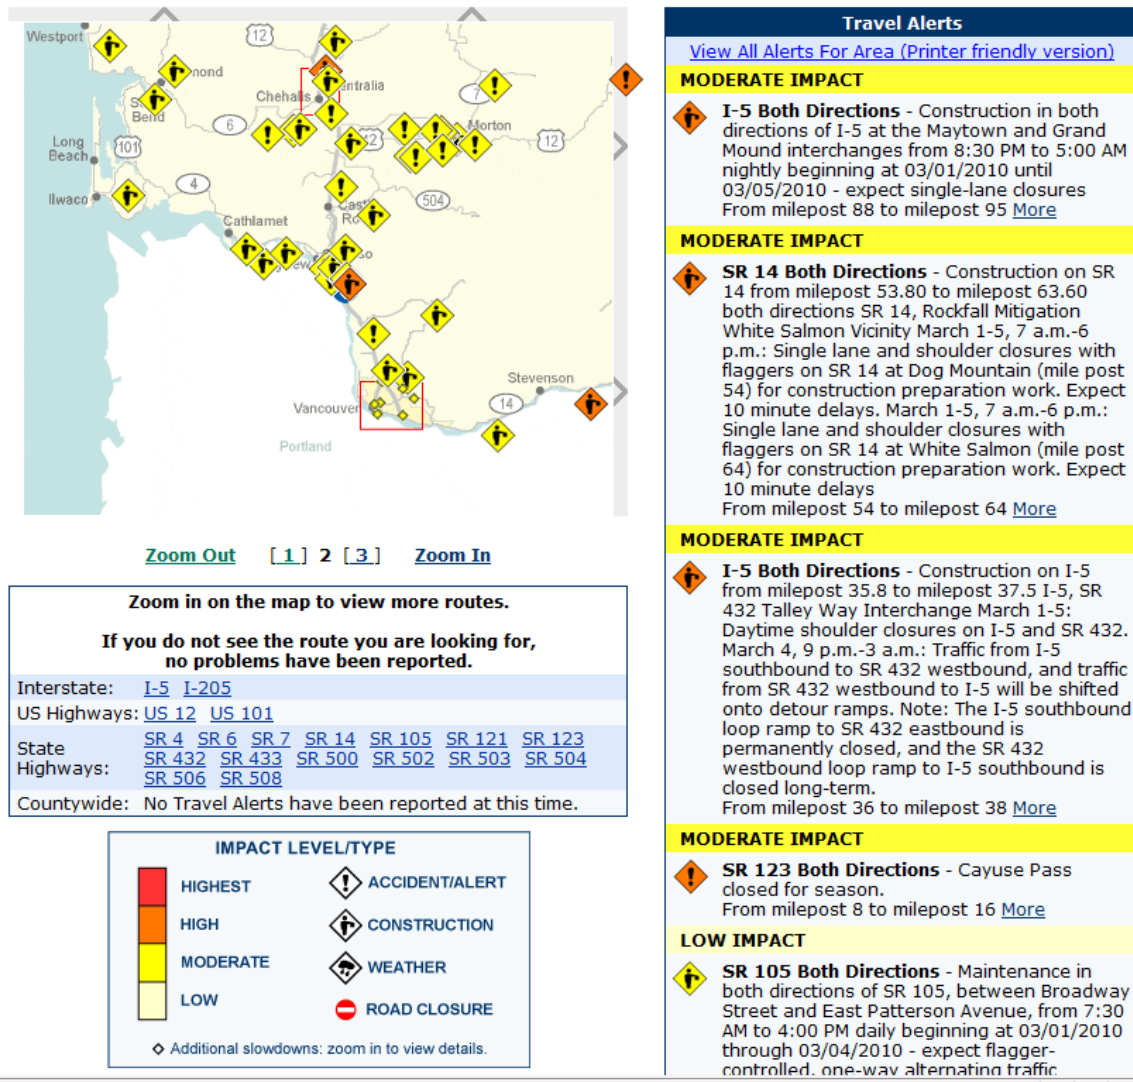 Westport
12
mond
S
Bend
Chehalis
entralia
7
6
Morton
12
12
Long
Beach
101
4
Ilwaco
504
Cast
Ro
Cathlamet
so
view
Stevenson
14
Vancouver
Portland
Zoom Out [ 1 ] 2 [ 3 ] Zoom In
Zoom in on the map to view more routes.
If you do not see the route you are looking for,
no problems have been reported.
Interstate: I-5 I-205
US Highways: US 12 US 101
State Highways: SR 4 SR 6 SR 7 SR 14 SR 105 SR 121 SR 123
SR 432 SR 433 SR 500 SR 502 SR 503 SR 504
SR 506 SR 508
Countywide: No Travel Alerts have been reported at this time.
IMPACT LEVEL/TYPE
HIGHEST
HIGH
MODERATE
LOW
ACCIDENT/ALERT
CONSTRUCTION
WEATHER
ROAD CLOSURE
Additional slowdowns: zoom in to view details.
Travel Alerts
View All Alerts For Area (Printer friendly version)
MODERATE IMPACT
I-5 Both Directions - Construction in both
directions of I-5 at the Maytown and Grand
Mound interchanges from 8:30 PM to 5:00 AM
nightly beginning at 03/01/2010 until
03/05/2010 - expect single-lane closures
From milepost 88 to milepost 95 More
MODERATE IMPACT
SR 14 Both Directions - Construction on SR
14 from milepost 53.80 to milepost 63.60
both directions SR 14, Rockfall Mitigation
White Salmon Vicinity March 1-5, 7 a.m.-6
p.m.: Single lane and shoulder closures with
flaggers on SR 14 at Dog Mountain (mile post
54) for construction preparation work. Expect
10 minute delays. March 1-5, 7 a.m.-6 p.m.:
Single lane and shoulder closures with
flaggers on SR 14 at White Salmon (mile post
64) for construction preparation work. Expect
10 minute delays
From milepost 54 to milepost 64 More
MODERATE IMPACT
I-5 Both Directions - Construction on I-5
from milepost 35.8 to milepost 37.5 I-5, SR
432 Talley Way Interchange March 1-5:
Daytime shoulder closures on I-5 and SR 432.
March 4, 9 p.m.-3 a.m.: Traffic from I-5
southbound to SR 432 westbound, and traffic
from SR 432 westbound to I-5 will be shifted
onto detour ramps. Note: The I-5 southbound
loop ramp to SR 432 eastbound is
permanently closed, and the SR 432
westbound loop ramp to I-5 southbound is
closed long-term.
From milepost 36 to milepost 38 More
MODERATE IMPACT
SR 123 Both Directions - Cayuse Pass
closed for season.
From milepost 8 to milepost 16 More
LOW IMPACT
SR 105 Both Directions - Maintenance in
both directions of SR 105, between Broadway
Street and East Patterson Avenue, from 7:30
AM to 4:00 PM daily beginning at 03/01/2010
through 03/04/2010 - expect flagger-
controlled, one-way alternating traffic